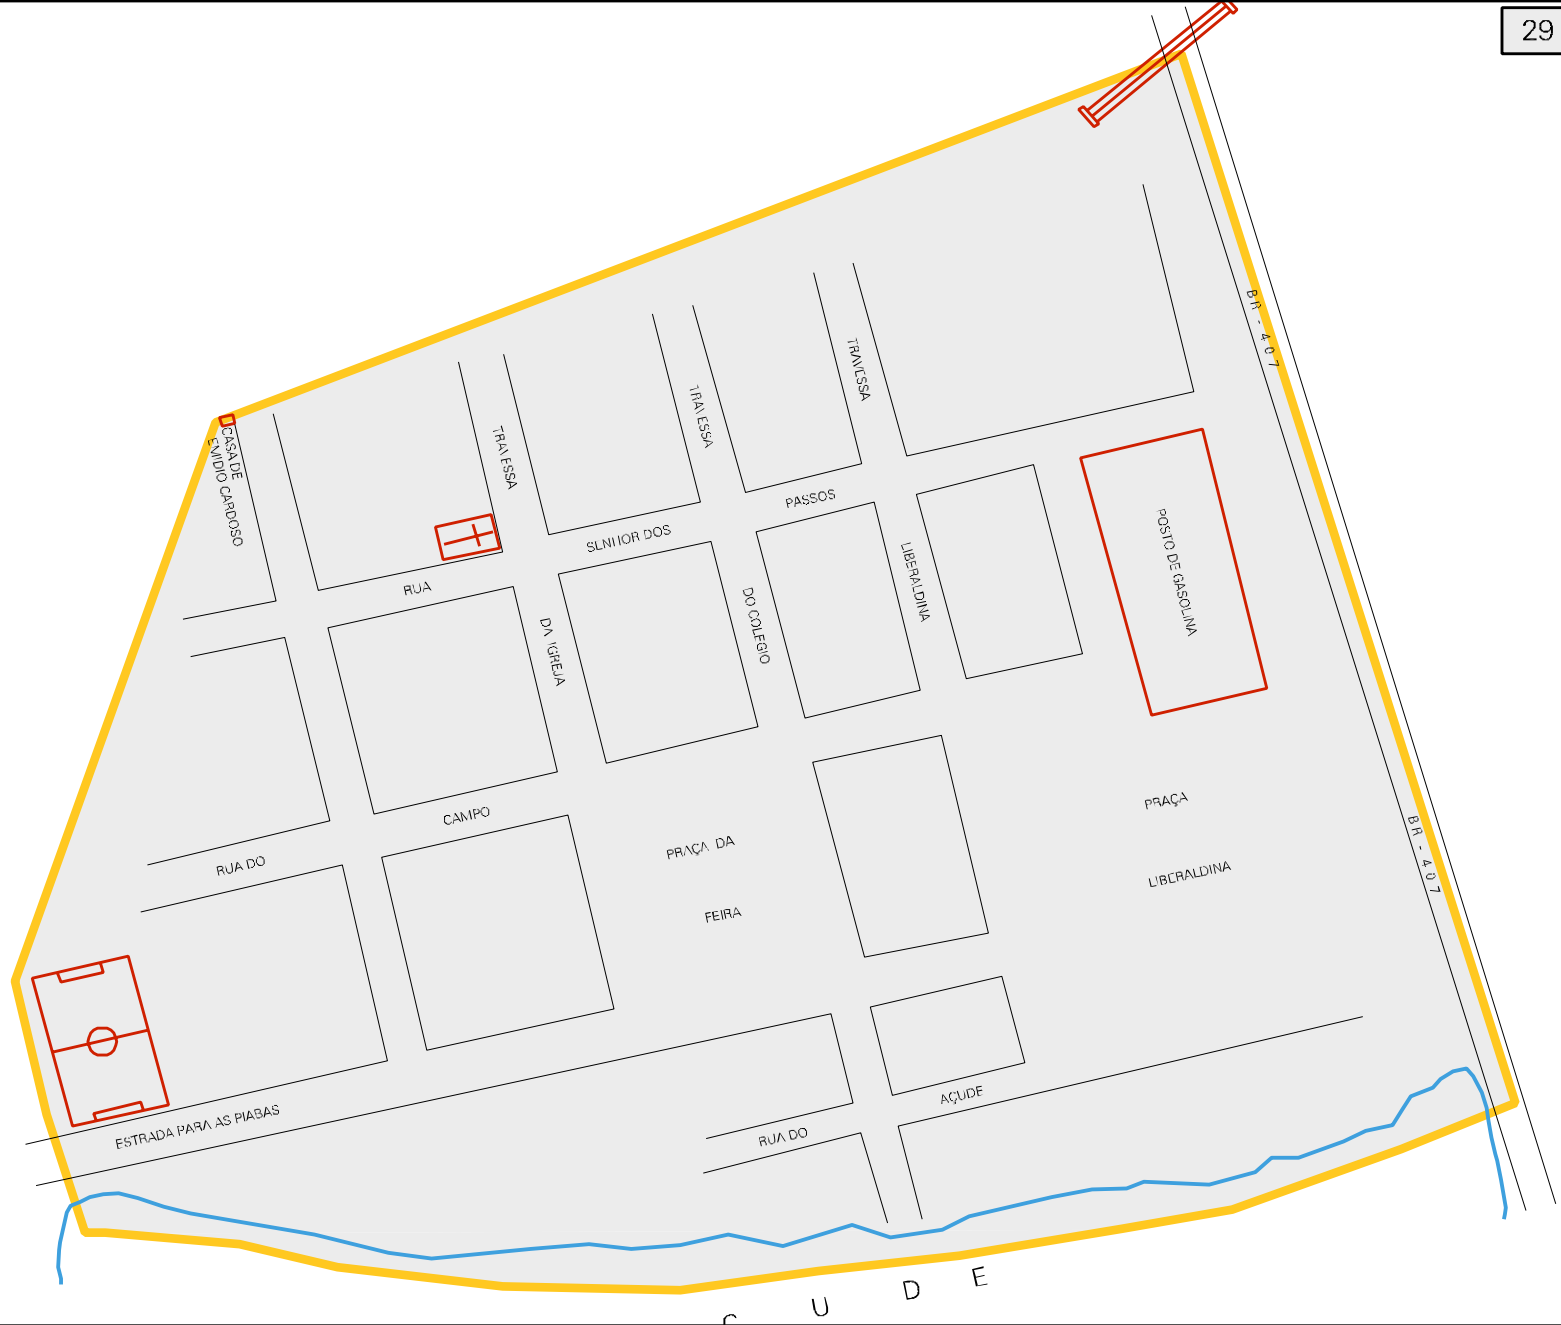 29
BR - 407
TRAVESSA
TRAVESSA
TRAVESSA
CASA DE
EMIDIO CARDOSO
PASSOS
SENHOR DOS
RUA
POSTO DE GASOLINA
LIBERALDINA
DO COLEGIO
DA IGREJA
PRAÇA
LIBERALDINA
CAMPO
RUA DO
PRAÇA DA
FEIRA
BR - 407
AÇUDE
RUA DO
ESTRADA PARA AS PIABAS
C U D E